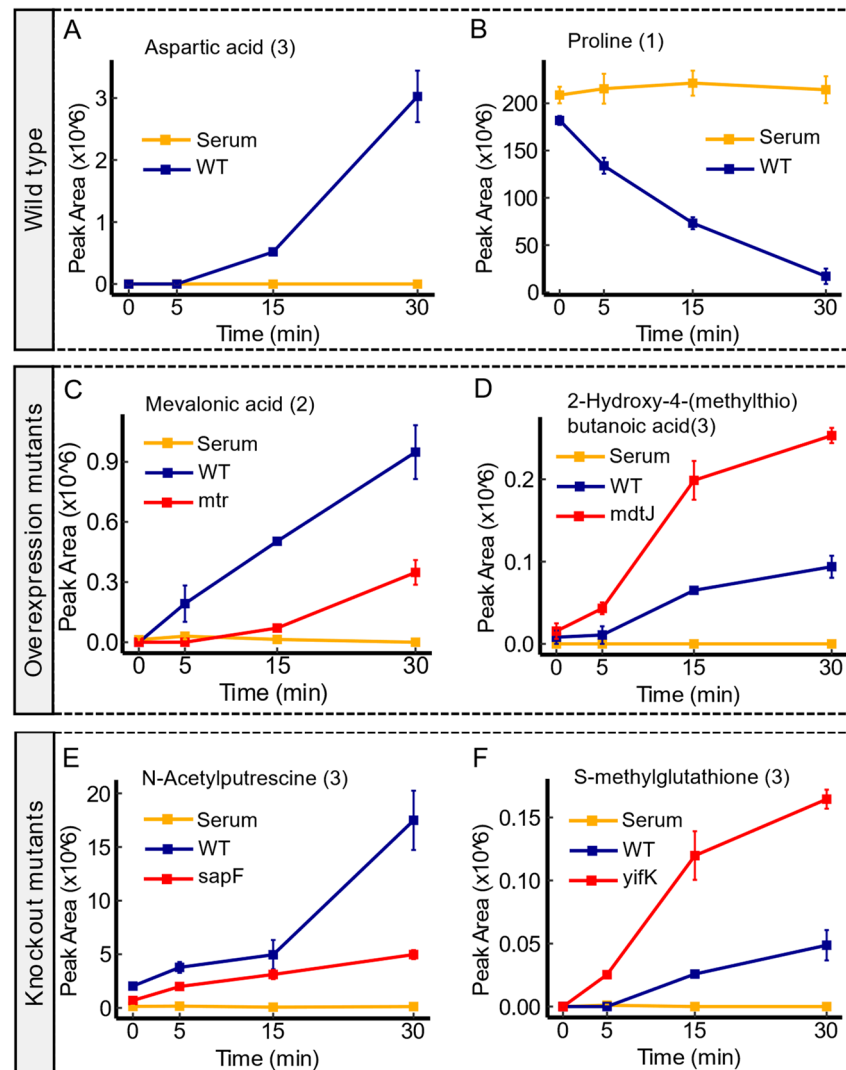 Wild type
A
Aspartic acid (3)
Peak Area (x10^6)
3
2
1
0
Serum
WT
0 5 15 30
Time (min)
B
Proline (1)
Peak Area (x10^6)
200
150
100
50
0
Serum
WT
0 5 15 30
Time (min)
Overexpression mutants
C
Mevalonic acid (2)
Peak Area (x10^6)
0.9
0.6
0.3
0.0
Serum
WT
mtr
0 5 15 30
Time (min)
D
2-Hydroxy-4-(methylthio)
butanoic acid(3)
Peak Area (x10^6)
0.2
0.1
0.0
Serum
WT
mdtJ
0 5 15 30
Time (min)
Knockout mutants
E
N-Acetylputrescine (3)
Peak Area (x10^6)
20
15
10
5
0
Serum
WT
sapF
0 5 15 30
Time (min)
F
S-methylglutathione (3)
Peak Area (x10^6)
0.15
0.10
0.05
0.00
Serum
WT
yifK
0 5 15 30
Time (min)